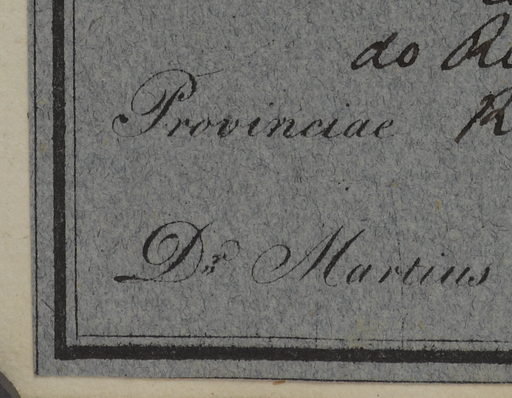 do
Provinciae
Dr. Martius